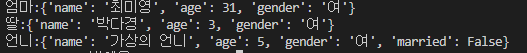 엄마:{'name': '최미영', 'age': 31, 'gender': '여'}
딸:{'name': '박다경', 'age': 3, 'gender': '여'}
언니:{'name': '가상의 언니', 'age': 5, 'gender': '여', 'married': False}